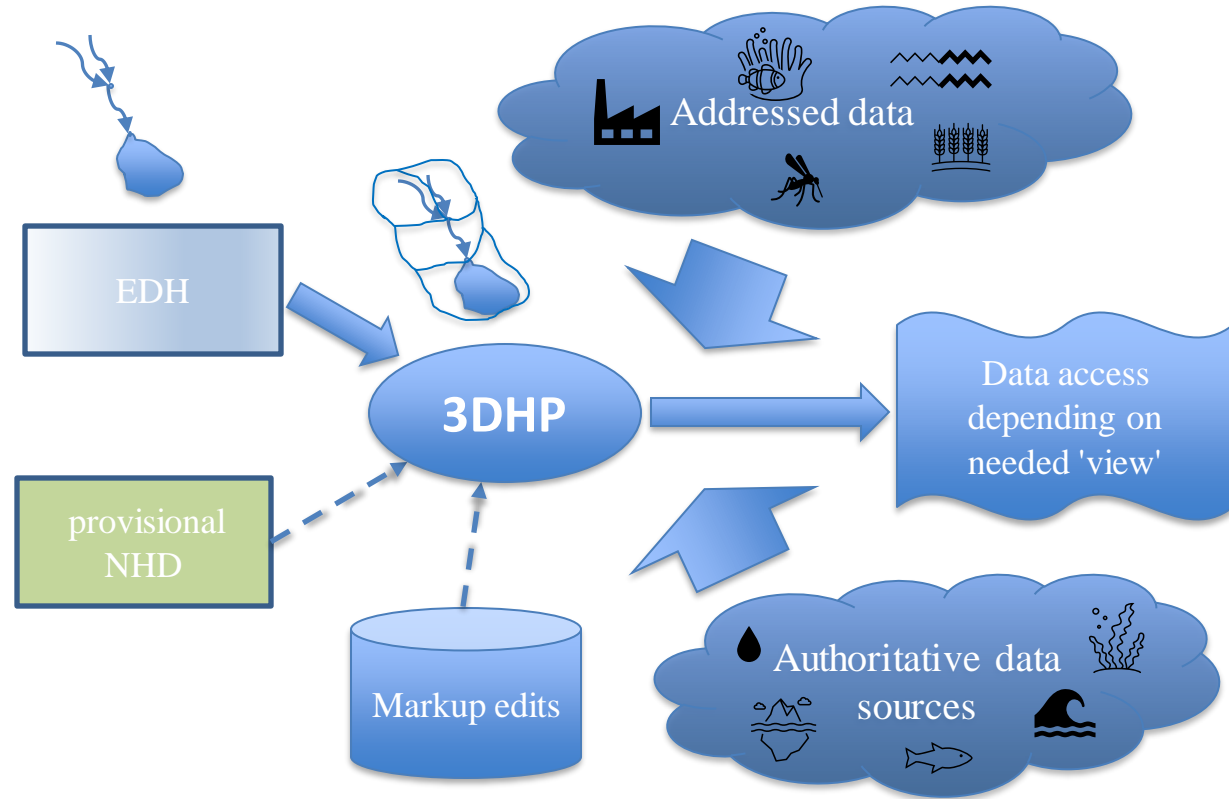 Addressed data
EDH
3DHP
Data access
depending on
needed 'view'
provisional
NHD
Markup edits
Authoritative data
sources